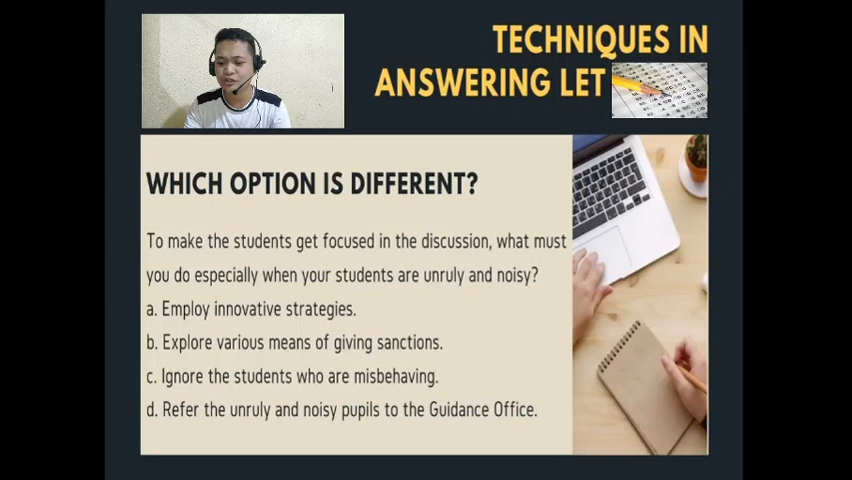 TECHNIQUES IN
ANSWERING LET
WHICH OPTION IS DIFFERENT?
To make the students get focused in the discussion, what must
you do especially when your students are unruly and noisy?
a. Employ innovative strategies.
b. Explore various means of giving sanctions.
c. Ignore the students who are misbehaving.
d. Refer the unruly and noisy pupils to the Guidance Office.